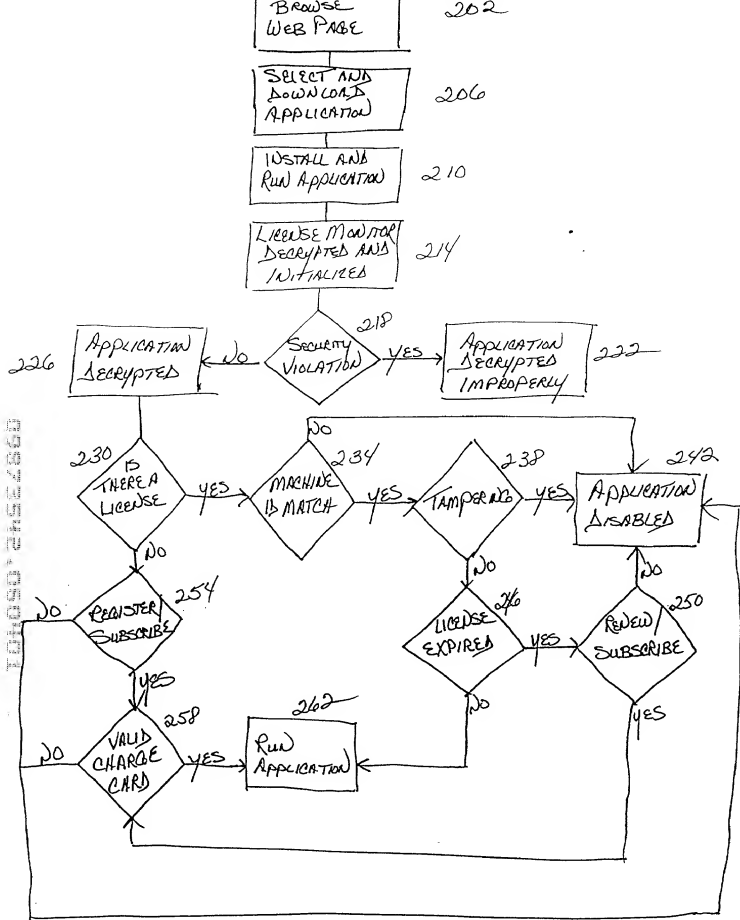 BROWSE
WEB PAGE
202
SELECT AND
DOWNLOAD
APPLICATION
206
INSTALL AND
RUN APPLICATION
210
LICENSE MONITOR
DECRYPTED AND
INITIALIZED
214
218
SECURITY
VIOLATION
NO
YES
226
APPLICATION
DECRYPTED
APPLICATION
DECRYPTED
IMPROPERLY
222
NO
230
IS
THERE A
LICENSE
YES
234
MACHINE
ID MATCH
YES
238
TAMPERING
YES
242
APPLICATION
DISABLED
NO
NO
NO
NO
254
REGISTER/
SUBSCRIBE
246
LICENSE
EXPIRED
YES
250
RENEW/
SUBSCRIBE
YES
NO
YES
258
VALID
CHARGE
CARD
NO
YES
262
RUN
APPLICATION